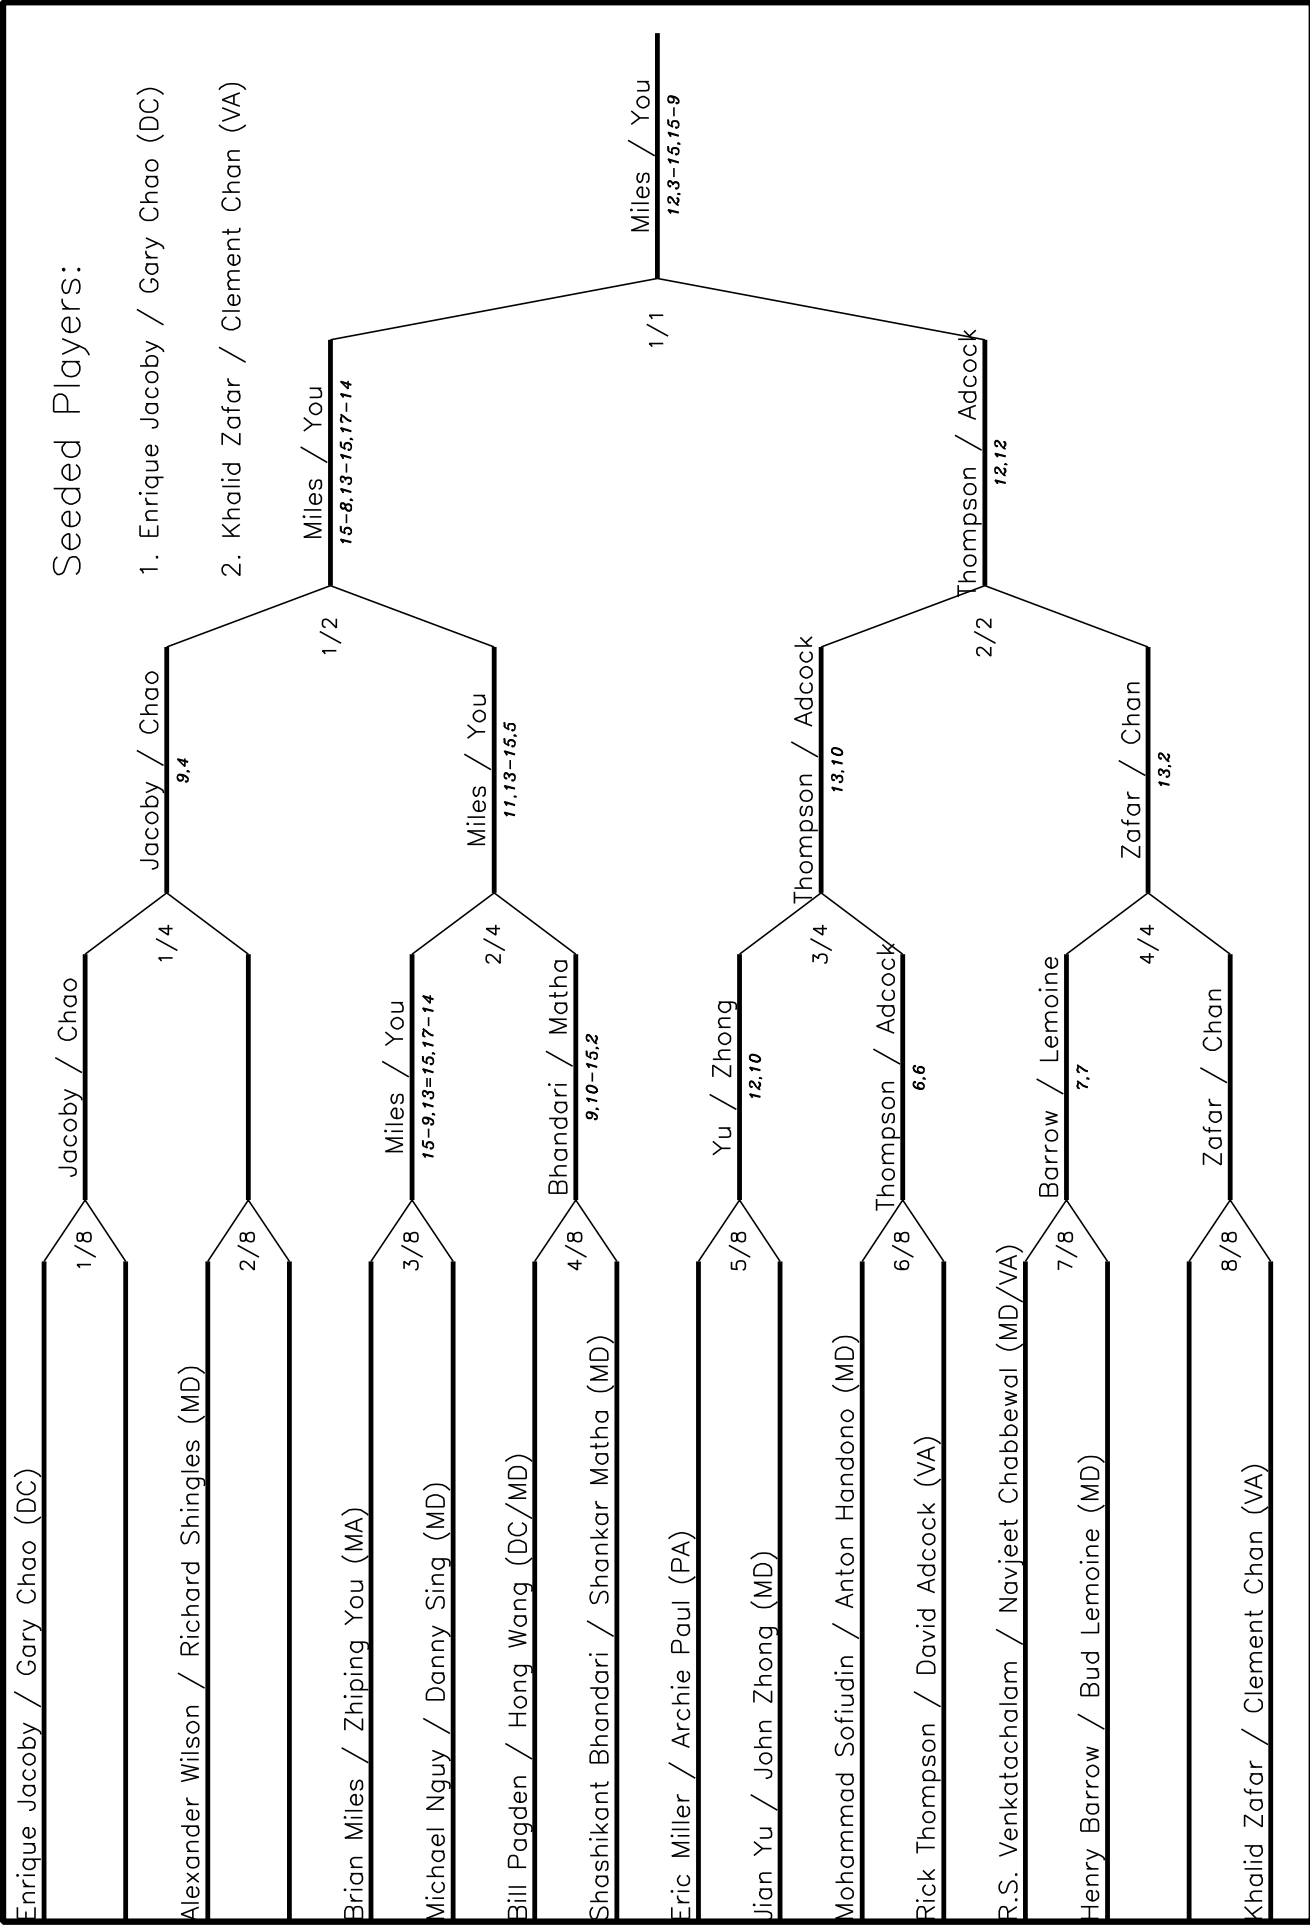 Seeded Players:
1. Enrique Jacoby / Gary Chao (DC)
2. Khalid Zafar / Clement Chan (VA)
Enrique Jacoby / Gary Chao (DC)
Alexander Wilson / Richard Shingles (MD)
Brian Miles / Zhiping You (MA)
Michael Nguy / Danny Sing (MD)
Bill Pagden / Hong Wang (DC/MD)
Shashikant Bhandari / Shankar Matha (MD)
Eric Miller / Archie Paul (PA)
Jian Yu / John Zhong (MD)
Mohammad Sofiudin / Anton Handono (MD)
Rick Thompson / David Adcock (VA)
R.S. Venkatachalam / Navjeet Chabbewal (MD/VA)
Henry Barrow / Bud Lemoine (MD)
Khalid Zafar / Clement Chan (VA)
1/8
2/8
3/8
4/8
5/8
6/8
7/8
8/8
Jacoby / Chao
Miles / You
15-9,13=15,17-14
Bhandari / Matha
9,10-15,2
Yu / Zhong
12,10
Thompson / Adcock
6,6
Barrow / Lemoine
7,7
Zafar / Chan
1/4
2/4
3/4
4/4
Jacoby / Chao
9,4
Miles / You
11,13-15,5
Thompson / Adcock
13,10
Zafar / Chan
13,2
1/2
2/2
Miles / You
15-8,13-15,17-14
Thompson / Adcock
12,12
1/1
Miles / You
12,3-15,15-9